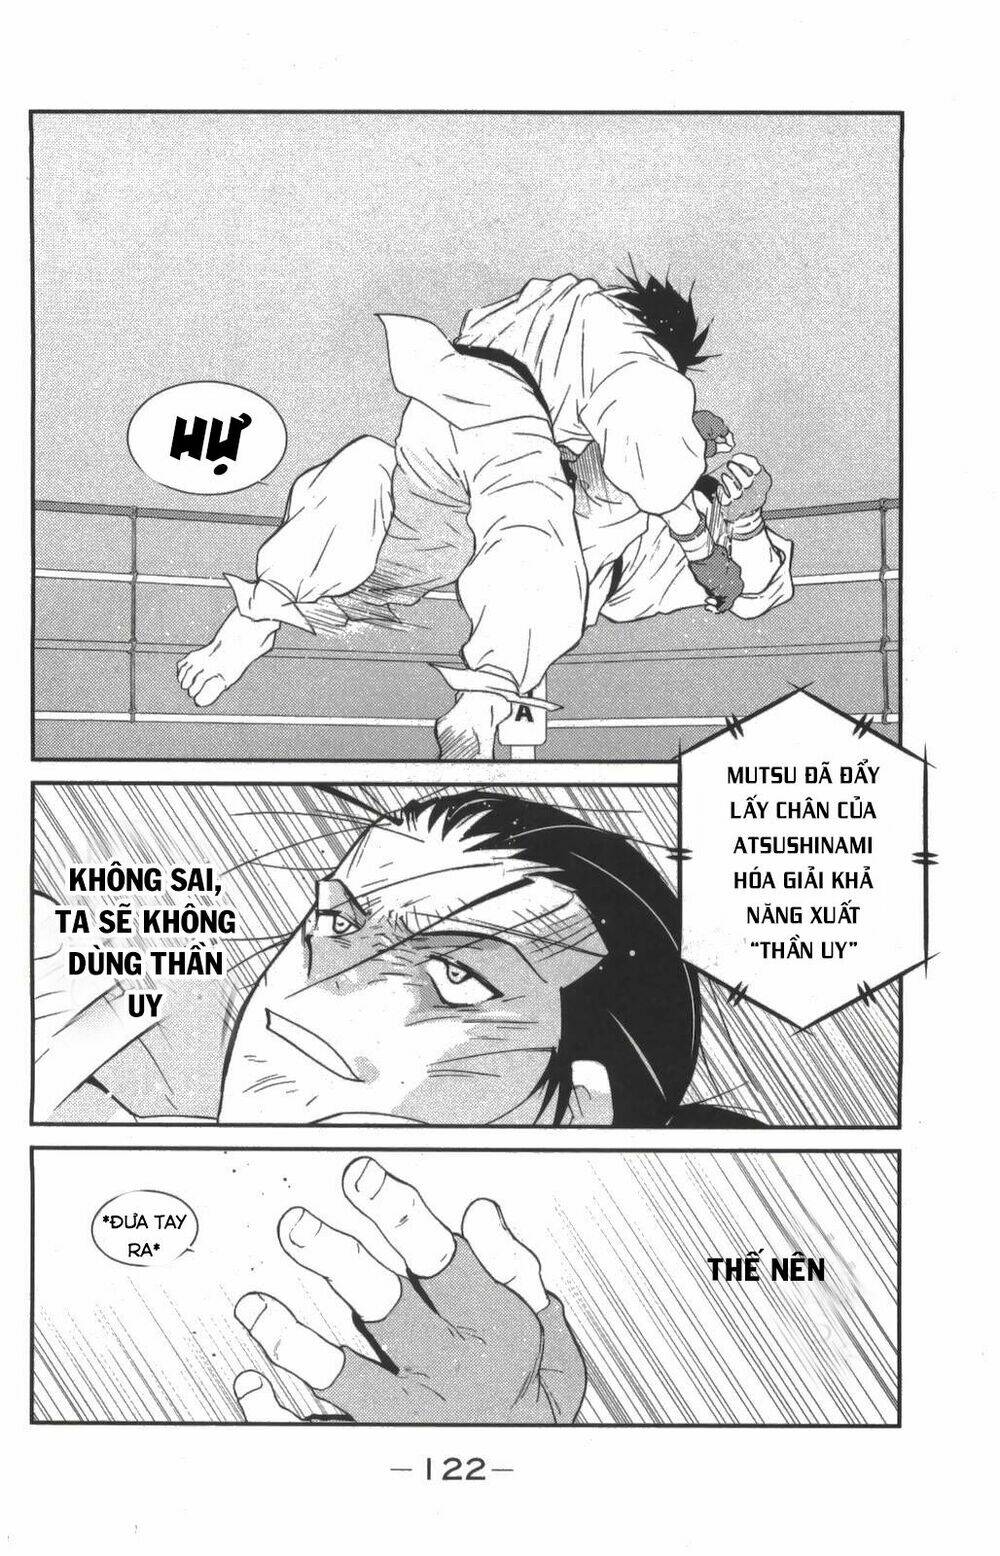 HỰ
A
MUTSU ĐÃ ĐẨY
LẤY CHÂN CỦA
ATSUSHINAMI
HÓA GIẢI KHẢ
NĂNG XUẤT
“THẦN UY”
KHÔNG SAI,
TA SẼ KHÔNG
DÙNG THẦN
UY
*ĐƯA TAY
RA*
THẾ NÊN
—122—